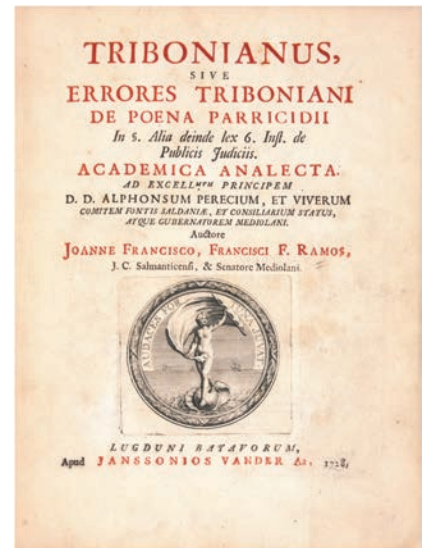 TRIBONIANUS,
SIVE
ERRORES TRIBONIANI
DE POENA PARRICIDII
In §. Alia deinde lex 6. Inst. de
Publicis Judiciis.
ACADEMICA ANALECTA.
AD EXCELLMUM PRINCIPEM
D. D. ALPHONSUM PERECIUM, ET VIVERUM
COMITEM FONTIS SALDANIÆ, ET CONSILIARIUM STATUS,
ATQUE GUBERNATOREM MEDIOLANI.
Auctore
JOANNE FRANCISCO, FRANCISCI F. RAMOS,
J. C. Salmanticensi, & Senatore Mediolani.
AUDACES FORTUNA JUVAT
LUGDUNI BATAVORUM,
Apud JANSSONIOS VANDER Aa, 1728,